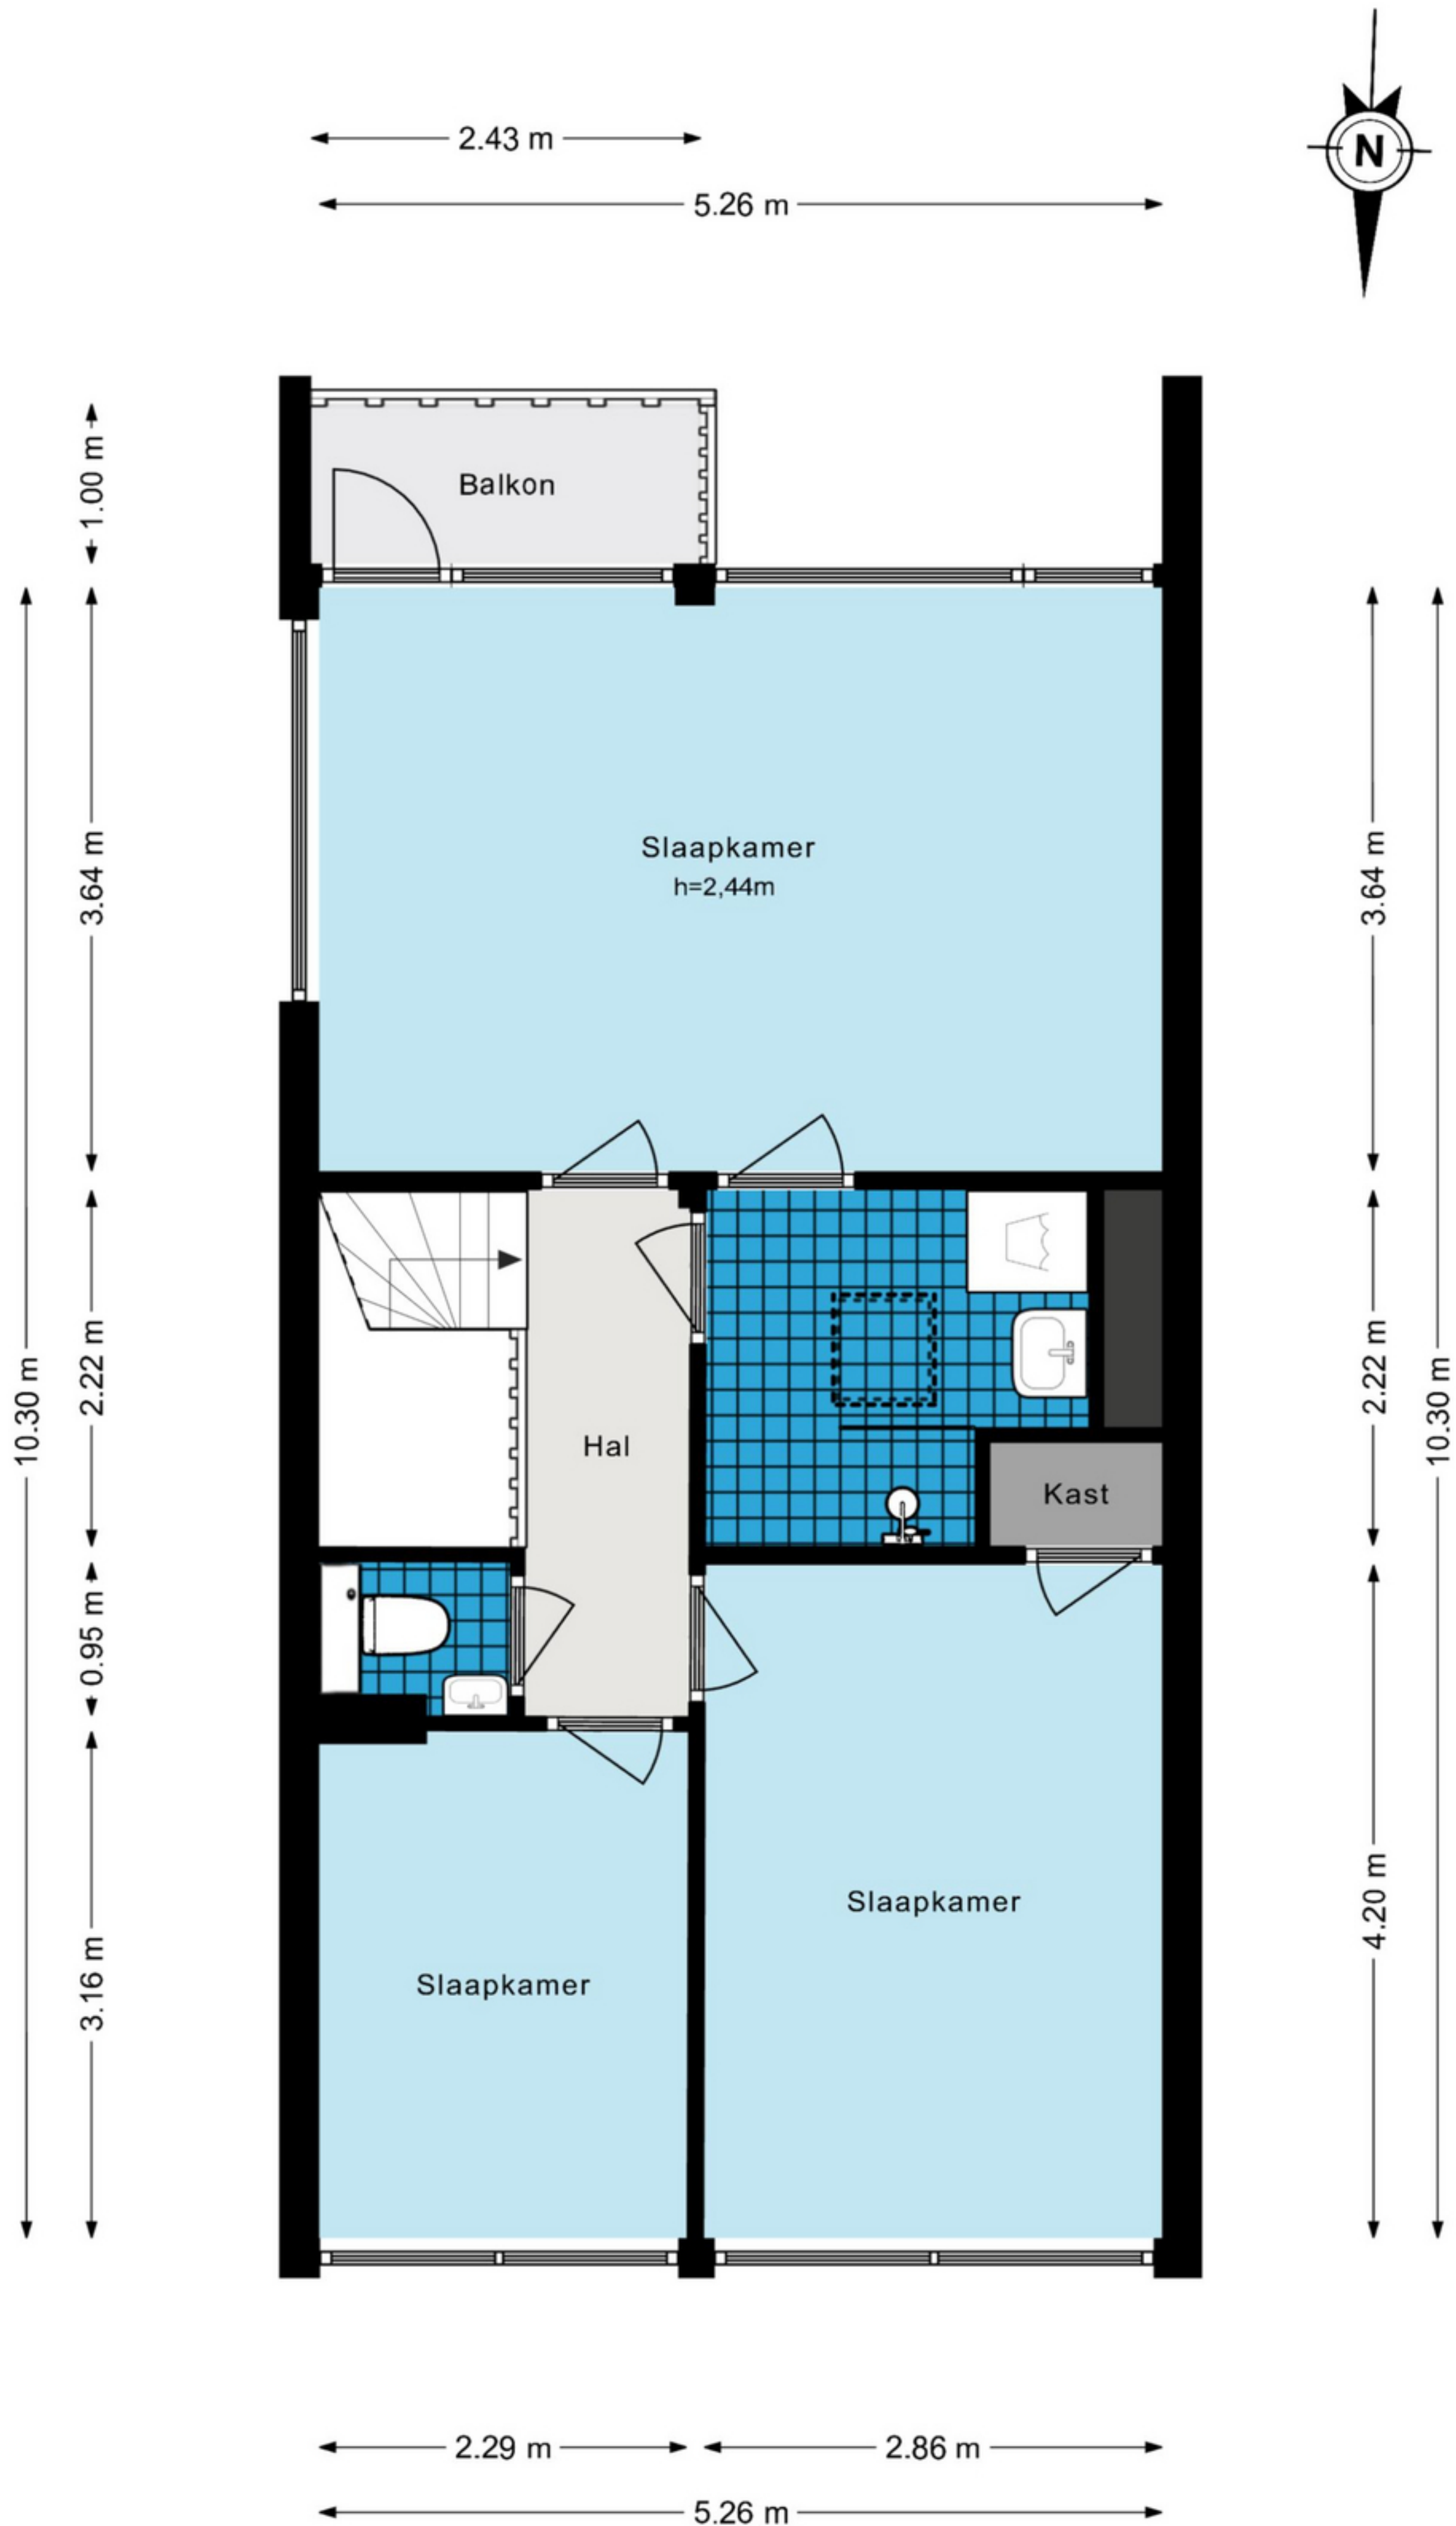 2.43 m
N
5.26 m
1.00 m
Balkon
3.64 m
3.64 m
Slaapkamer
h=2,44m
10.30 m
2.22 m
2.22 m
10.30 m
Hal
Kast
0.95 m
3.16 m
4.20 m
Slaapkamer
Slaapkamer
2.29 m
2.86 m
5.26 m